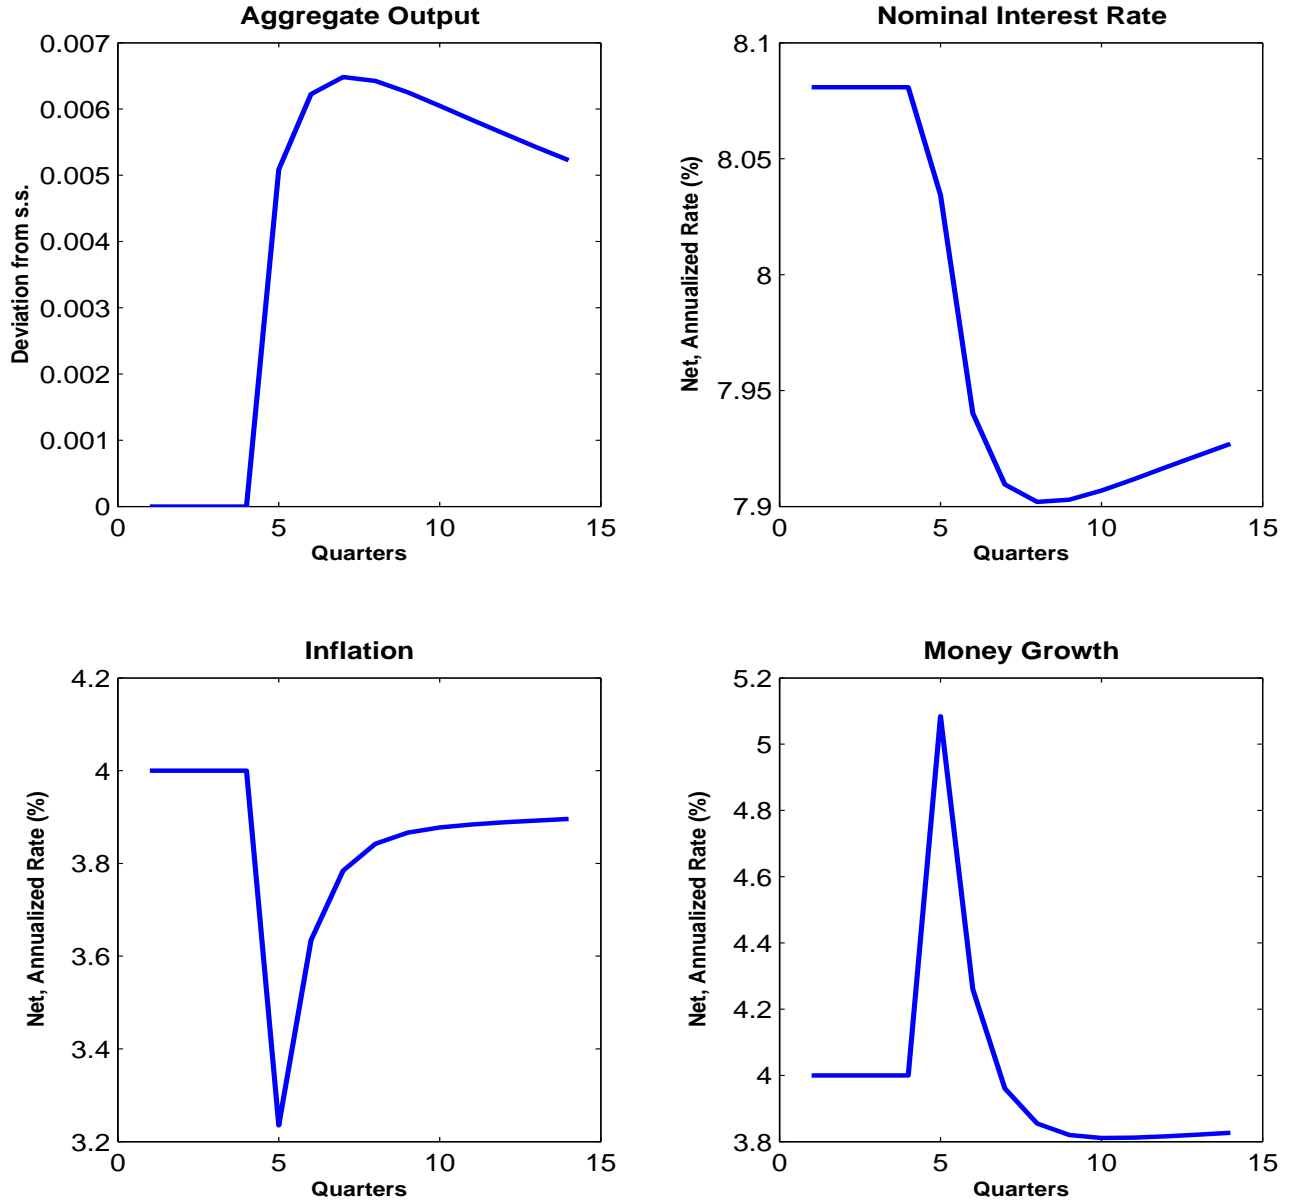 Aggregate Output
0.007
0.006
0.005
0.004
0.003
0.002
0.001
0
0 5 10 15
Deviation from s.s.
Quarters
Nominal Interest Rate
8.1
8.05
8
7.95
7.9
0 5 10 15
Net, Annualized Rate (%)
Quarters
Inflation
4.2
4
3.8
3.6
3.4
3.2
0 5 10 15
Net, Annualized Rate (%)
Quarters
Money Growth
5.2
5
4.8
4.6
4.4
4.2
4
3.8
0 5 10 15
Net, Annualized Rate (%)
Quarters